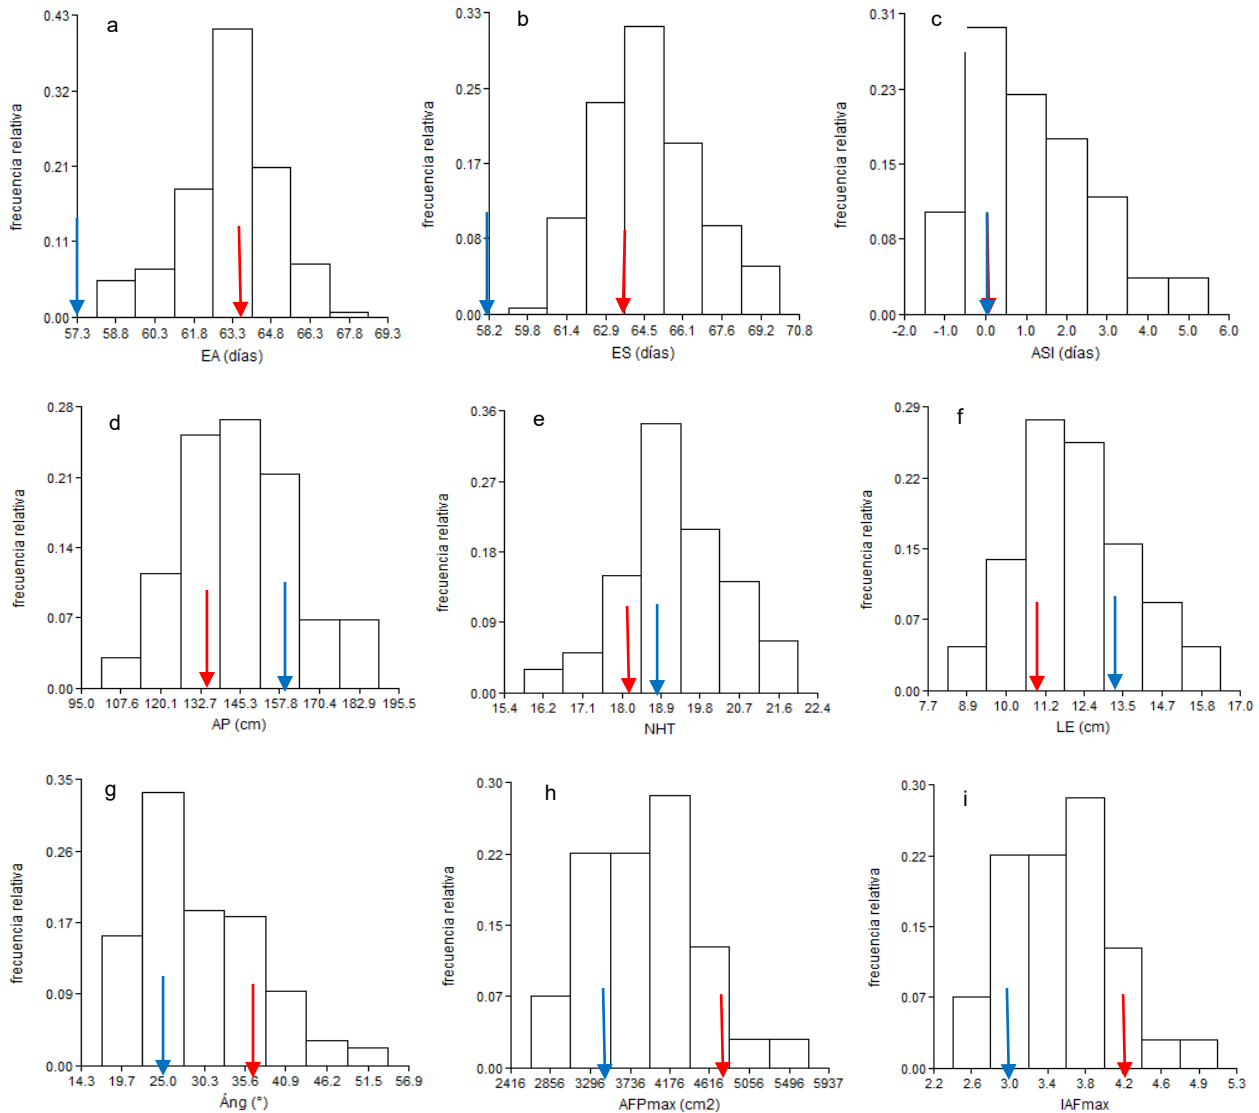 a
frecuencia relativa
0.43
0.32
0.21
0.11
0.00
57.3 58.8 60.3 61.8 63.3 64.8 66.3 67.8 69.3
EA (días)
b
frecuencia relativa
0.33
0.25
0.17
0.08
0.00
58.2 59.8 61.4 62.9 64.5 66.1 67.6 69.2 70.8
ES (días)
c
frecuencia relativa
0.31
0.23
0.15
0.08
0.00
-2.0 -1.0 0.0 1.0 2.0 3.0 4.0 5.0 6.0
ASI (días)
d
frecuencia relativa
0.28
0.21
0.14
0.07
0.00
95.0 107.6 120.1 132.7 145.3 157.8 170.4 182.9 195.5
AP (cm)
e
frecuencia relativa
0.36
0.27
0.18
0.09
0.00
15.4 16.2 17.1 18.0 18.9 19.8 20.7 21.6 22.4
NHT
f
frecuencia relativa
0.29
0.22
0.15
0.07
0.00
7.7 8.9 10.0 11.2 12.4 13.5 14.7 15.8 17.0
LE (cm)
g
frecuencia relativa
0.35
0.26
0.17
0.09
0.00
14.3 19.7 25.0 30.3 35.6 40.9 46.2 51.5 56.9
Áng (°)
h
frecuencia relativa
0.30
0.22
0.15
0.07
0.00
2416 2856 3296 3736 4176 4616 5056 5496 5937
AFPmax (cm2)
i
frecuencia relativa
0.30
0.22
0.15
0.07
0.00
2.2 2.6 3.0 3.4 3.8 4.2 4.6 4.9 5.3
IAFmax